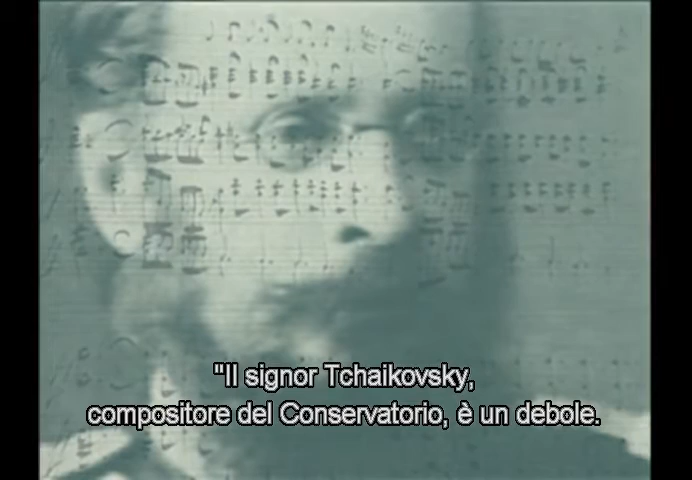 "Il signor Tchaikovsky,
compositore del Conservatorio, è un debole.